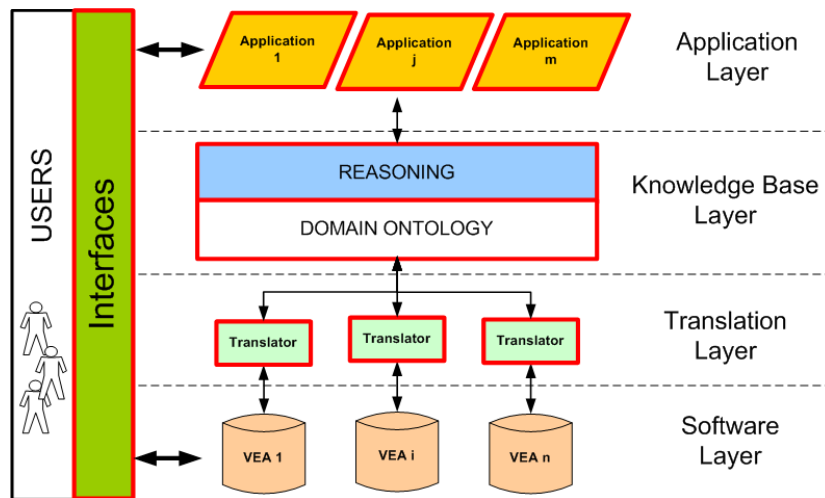 USERS
Interfaces
Application
1
Application
j
Application
m
Application
Layer
REASONING
DOMAIN ONTOLOGY
Knowledge Base
Layer
Translator
Translator
Translator
Translation
Layer
VEA 1
VEA i
VEA n
Software
Layer